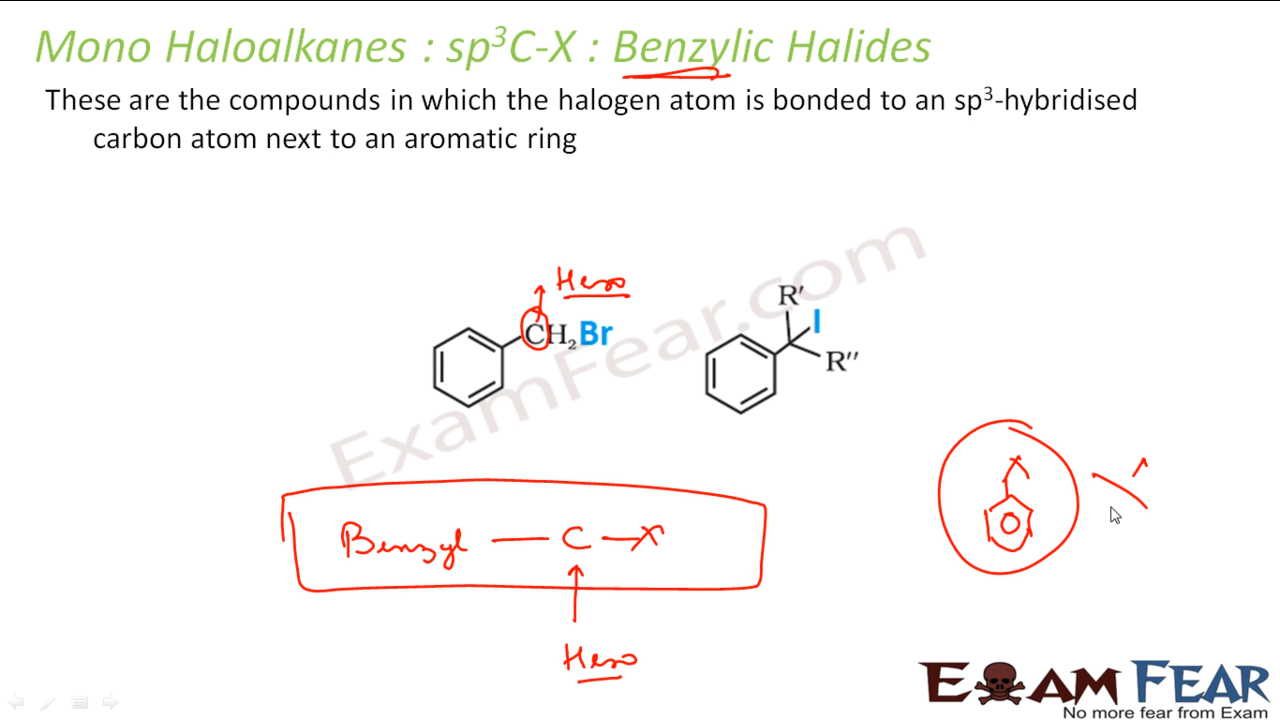 Mono Haloalkanes : sp³C-X : Benzylic Halides
These are the compounds in which the halogen atom is bonded to an sp³-hybridised
carbon atom next to an aromatic ring
ExamFear.com
CH₂Br
R′
I
R″
X
Benzyl — C — X
EXAM FEAR
No more fear from Exam